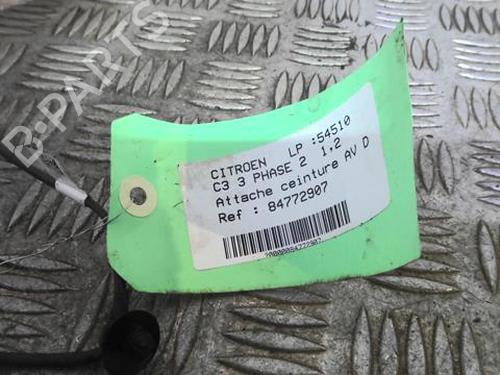 B-PARTS
CITROEN LP :54510
C3 3 PHASE 2 1,2
Attache ceinture AV D
Ref : 84772907